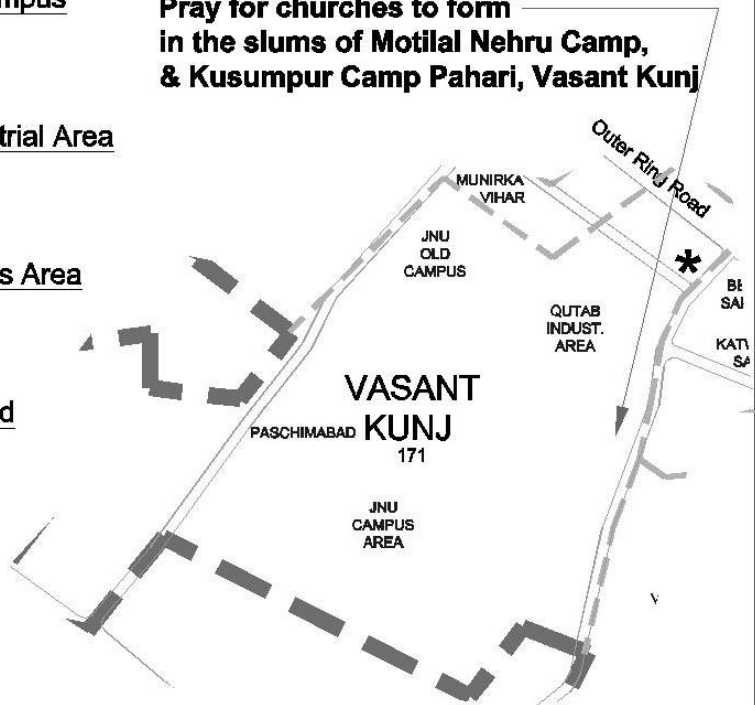 mpus
Pray for churches to form
in the slums of Motilal Nehru Camp,
& Kusumpur Camp Pahari, Vasant Kunj
trial Area
Outer Ring Road
MUNIRKA
VIHAR
JNU
OLD
CAMPUS
*
s Area
QUTAB
INDUST.
AREA
SA
VASANT
KUNJ
171
PASCHIMABAD
d
JNU
CAMPUS
AREA